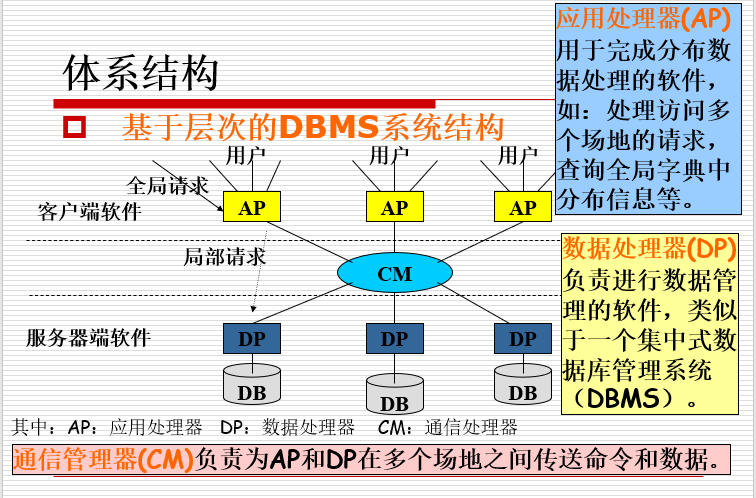 体系结构
基于层次的DBMS系统结构
应用处理器(AP)
用于完成分布数
据处理的软件，
如：处理访问多
个场地的请求，
查询全局字典中
分布信息等。
用户
用户
用户
全局请求
客户端软件
AP
AP
AP
局部请求
CM
数据处理器(DP)
负责进行数据管
理的软件，类似
于一个集中式数
据库管理系统
（DBMS）。
服务器端软件
DP
DP
DP
DB
DB
DB
其中：AP：应用处理器 DP：数据处理器 CM：通信处理器
通信管理器(CM)负责为AP和DP在多个场地之间传送命令和数据。